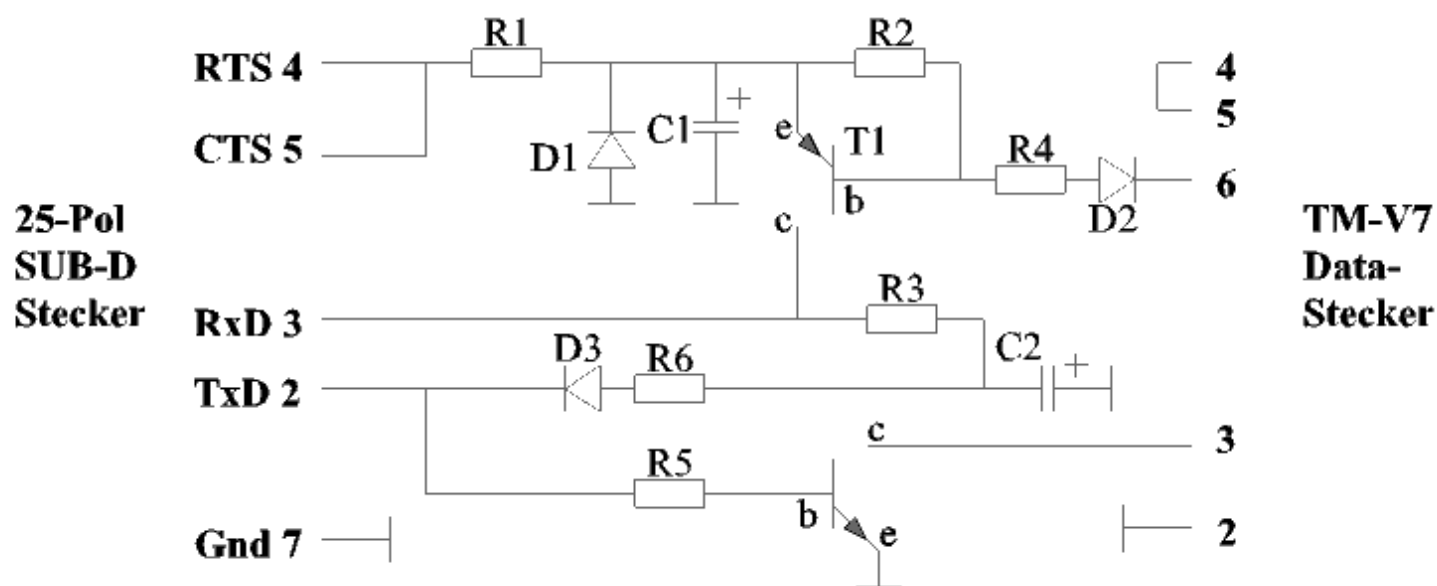 R1
R2
RTS 4
4
5
C1
+
e
T1
CTS 5
D1
R4
6
b
D2
c
25-Pol
SUB-D
Stecker
TM-V7
Data-
Stecker
R3
RxD 3
D3
R6
C2
+
TxD 2
c
3
R5
b
e
Gnd 7
2